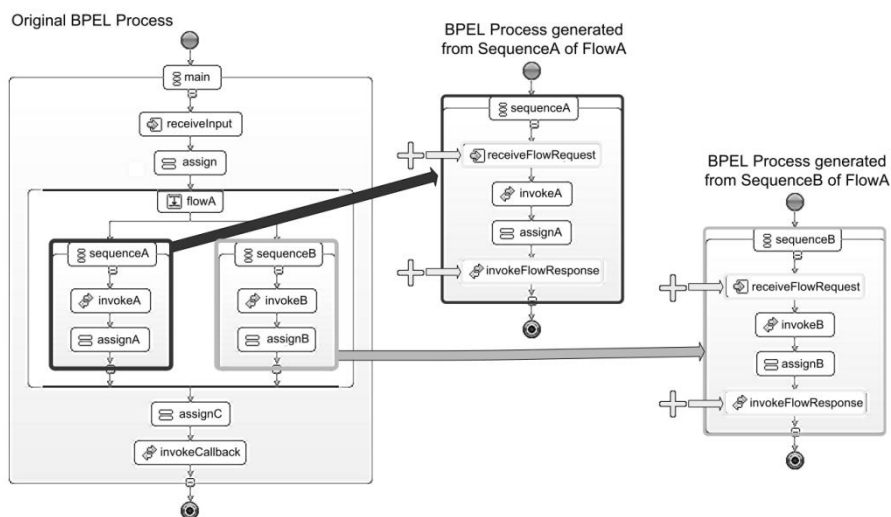 Original BPEL Process
main
receiveInput
assign
flowA
sequenceA
sequenceB
invokeA
invokeB
assignA
assignB
assignC
invokeCallback
BPEL Process generated
from SequenceA of FlowA
sequenceA
receiveFlowRequest
invokeA
assignA
invokeFlowResponse
BPEL Process generated
from SequenceB of FlowA
sequenceB
receiveFlowRequest
invokeB
assignB
invokeFlowResponse